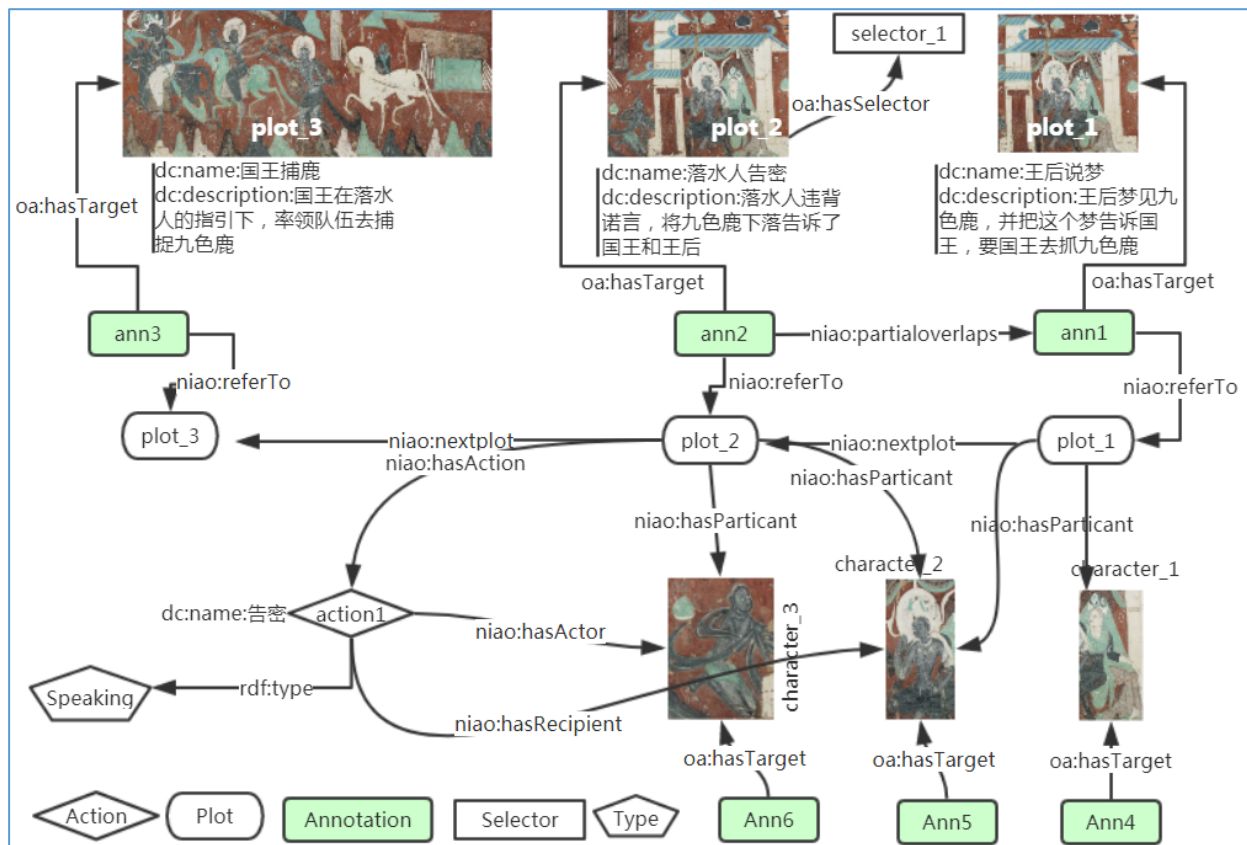 selector_1
oa:hasSelector
plot_3
plot_2
plot_1
dc:name:国王捕鹿
dc:description:国王在落水
人的指引下，率领队伍去捕
捉九色鹿
dc:name:落水人告密
dc:description:落水人违背
诺言，将九色鹿下落告诉了
国王和王后
dc:name:王后说梦
dc:description:王后梦见九
色鹿，并把这个梦告诉国
王，要国王去抓九色鹿
oa:hasTarget
oa:hasTarget
oa:hasTarget
ann3
ann2
niao:partialoverlaps
ann1
niao:referTo
niao:referTo
niao:referTo
plot_3
niao:nextplot
niao:hasAction
plot_2
niao:nextplot
plot_1
niao:hasParticant
niao:hasParticant
niao:hasParticant
character_2
character_1
character_3
dc:name:告密
action1
niao:hasActor
Speaking
rdf:type
niao:hasRecipient
oa:hasTarget
oa:hasTarget
oa:hasTarget
Action
Plot
Annotation
Selector
Type
Ann6
Ann5
Ann4